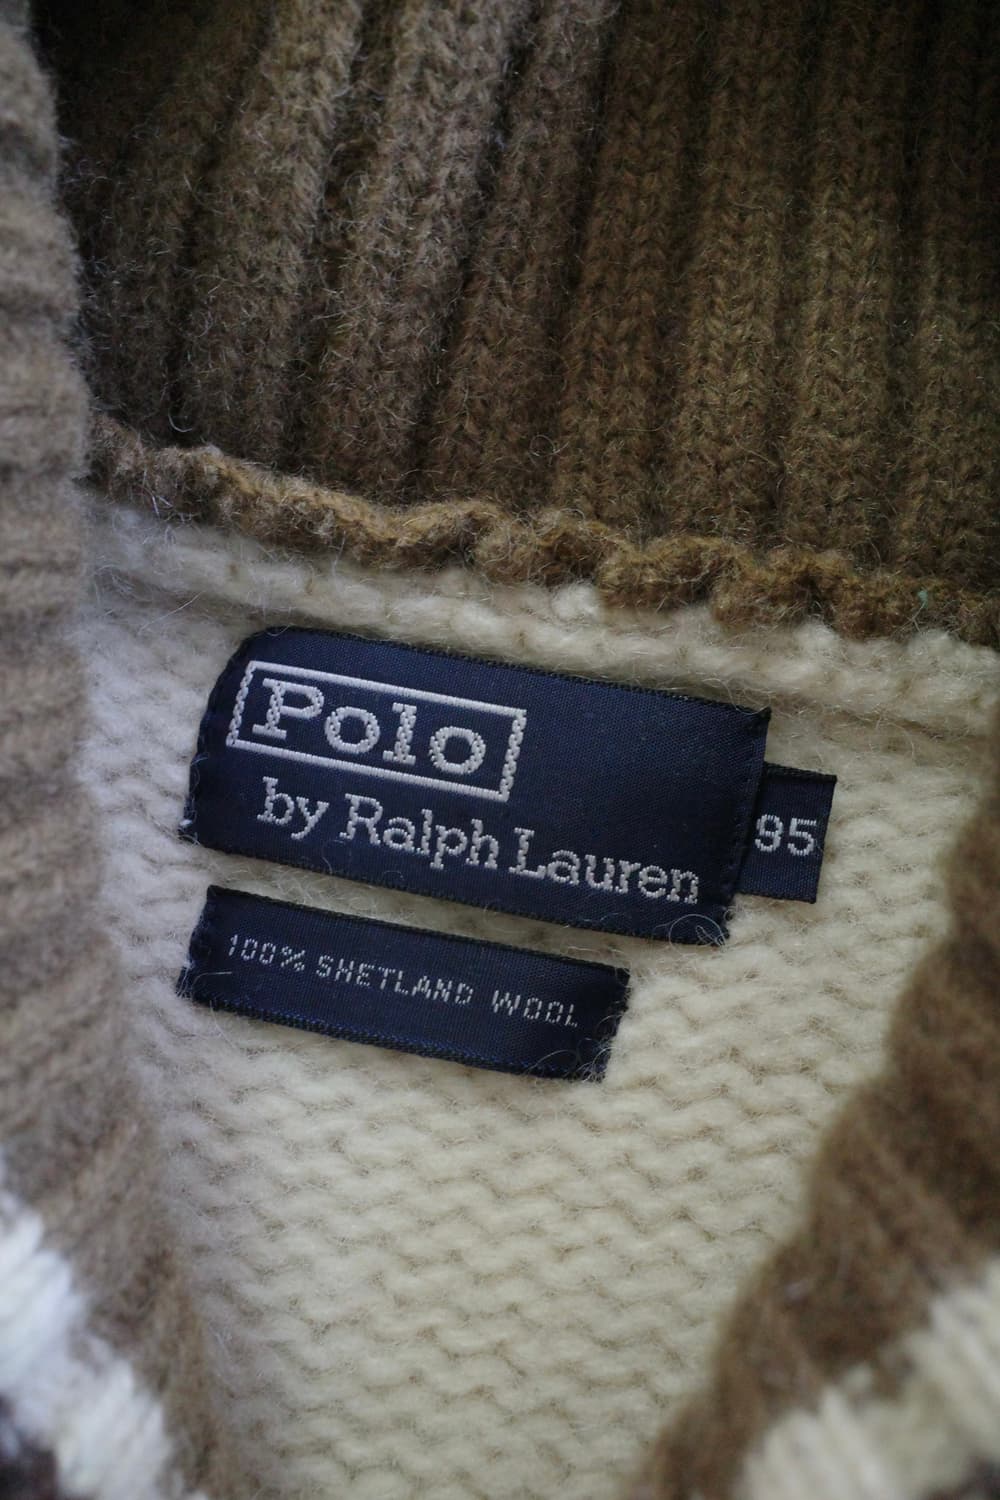 Polo
by Ralph Lauren
95
100% SHETLAND WOOL